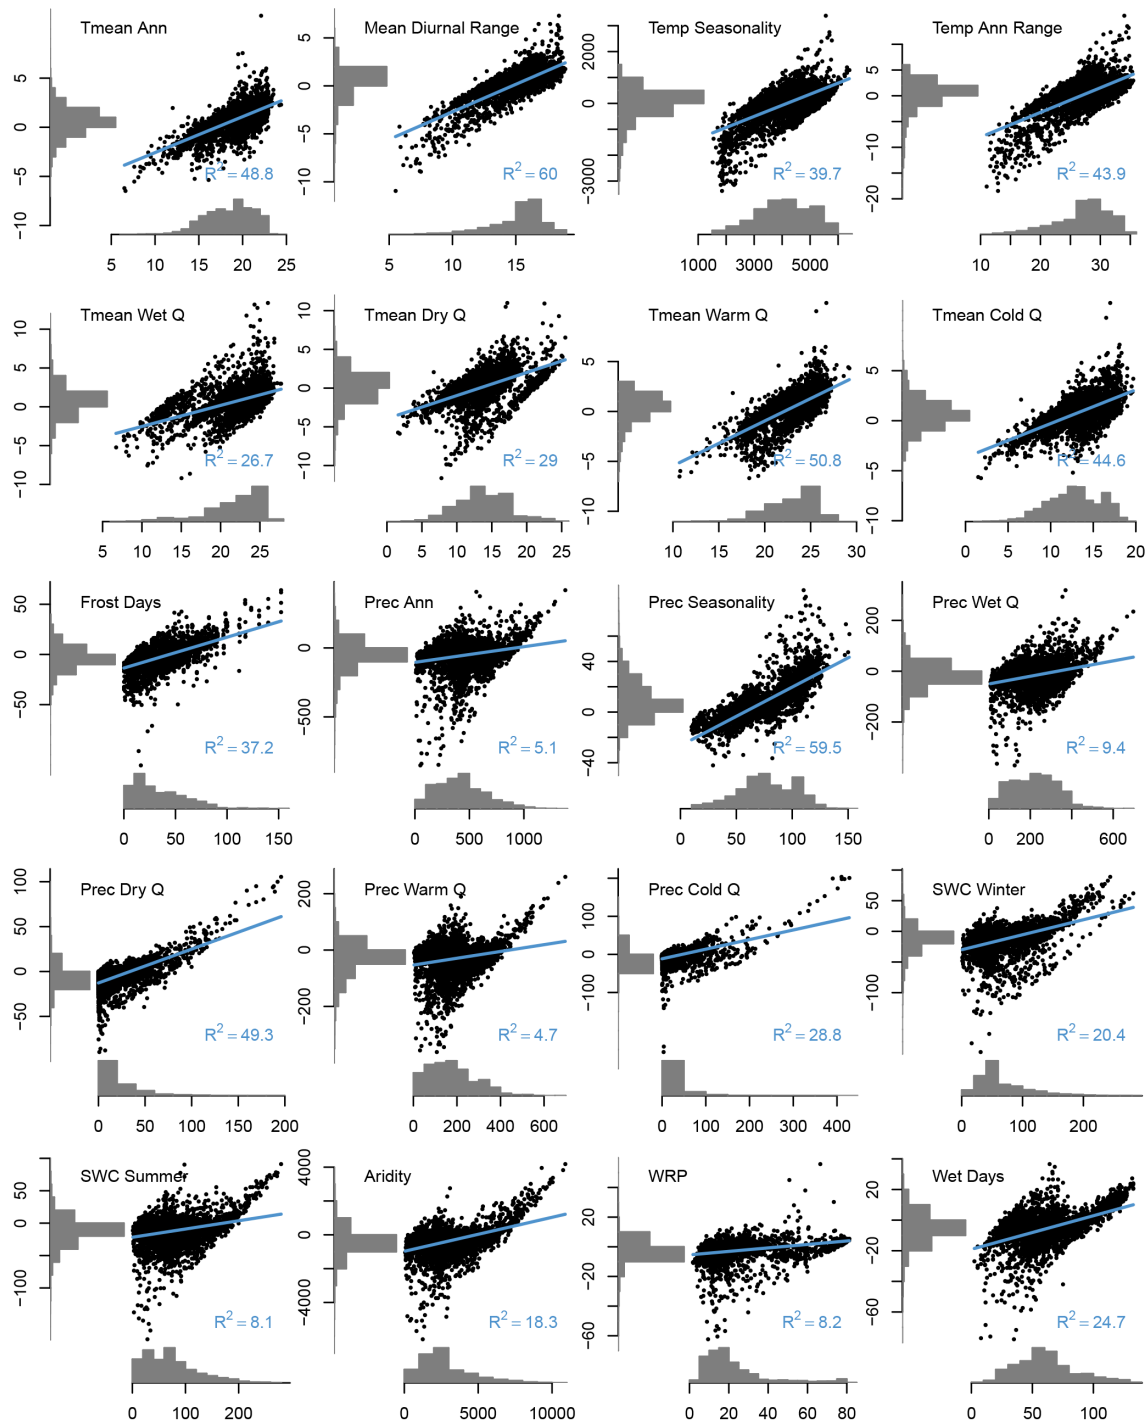 Tmean Ann
5
0
−5
−10
R² = 48.8
5 10 15 20 25
Mean Diurnal Range
5
0
−5
−10
R² = 60
5 10 15
Temp Seasonality
2000
0
−3000
R² = 39.7
1000 3000 5000
Temp Ann Range
5
0
−10
−20
R² = 43.9
10 20 30
Tmean Wet Q
10
5
0
−5
−10
R² = 26.7
5 10 15 20 25
Tmean Dry Q
10
5
0
−5
−10
R² = 29
0 5 10 15 20 25
Tmean Warm Q
5
0
−5
−10
R² = 50.8
10 15 20 25 30
Tmean Cold Q
5
0
−5
−10
R² = 44.6
0 5 10 15 20
Frost Days
50
0
−50
R² = 37.2
0 50 100 150
Prec Ann
0
−500
R² = 5.1
0 500 1000
Prec Seasonality
40
0
−40
R² = 59.5
0 50 100 150
Prec Wet Q
200
0
−200
R² = 9.4
0 200 400 600
Prec Dry Q
100
50
0
−50
R² = 49.3
0 50 100 150 200
Prec Warm Q
200
0
−200
R² = 4.7
0 200 400 600
Prec Cold Q
100
0
−100
R² = 28.8
0 100 200 300 400
SWC Winter
50
0
−100
R² = 20.4
0 100 200
SWC Summer
50
0
−100
R² = 8.1
0 100 200
Aridity
4000
0
−4000
R² = 18.3
0 5000 10000
WRP
20
−20
−60
R² = 8.2
0 20 40 60 80
Wet Days
20
−20
−60
R² = 24.7
0 50 100